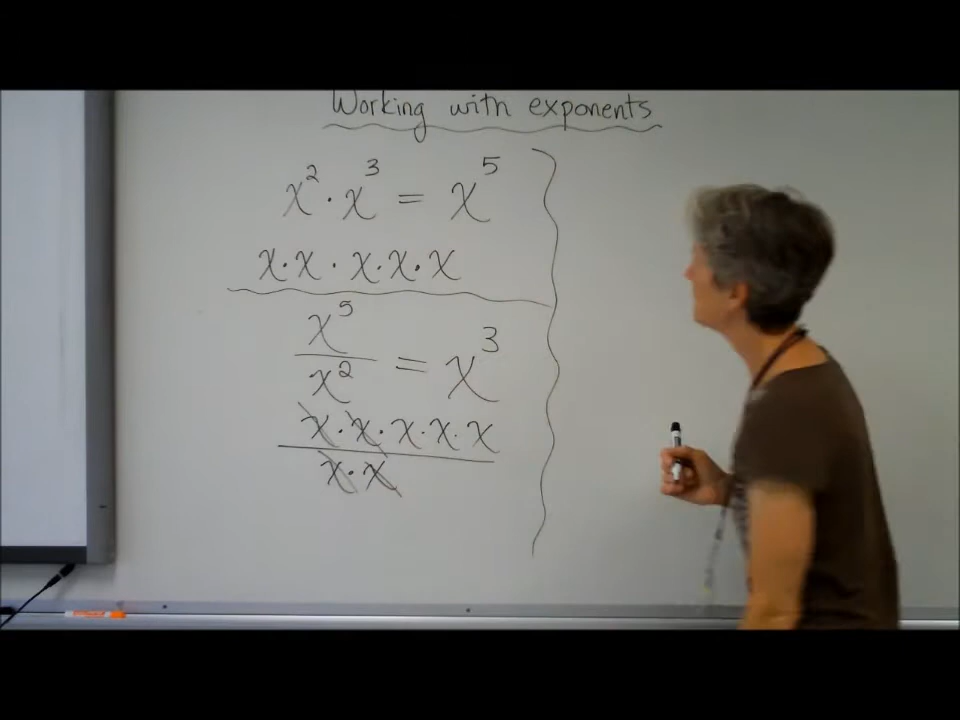 Working with exponents
x² · x³ = x⁵
x·x · x·x·x
x⁵/x² = x³
x·x·x·x·x
x·x